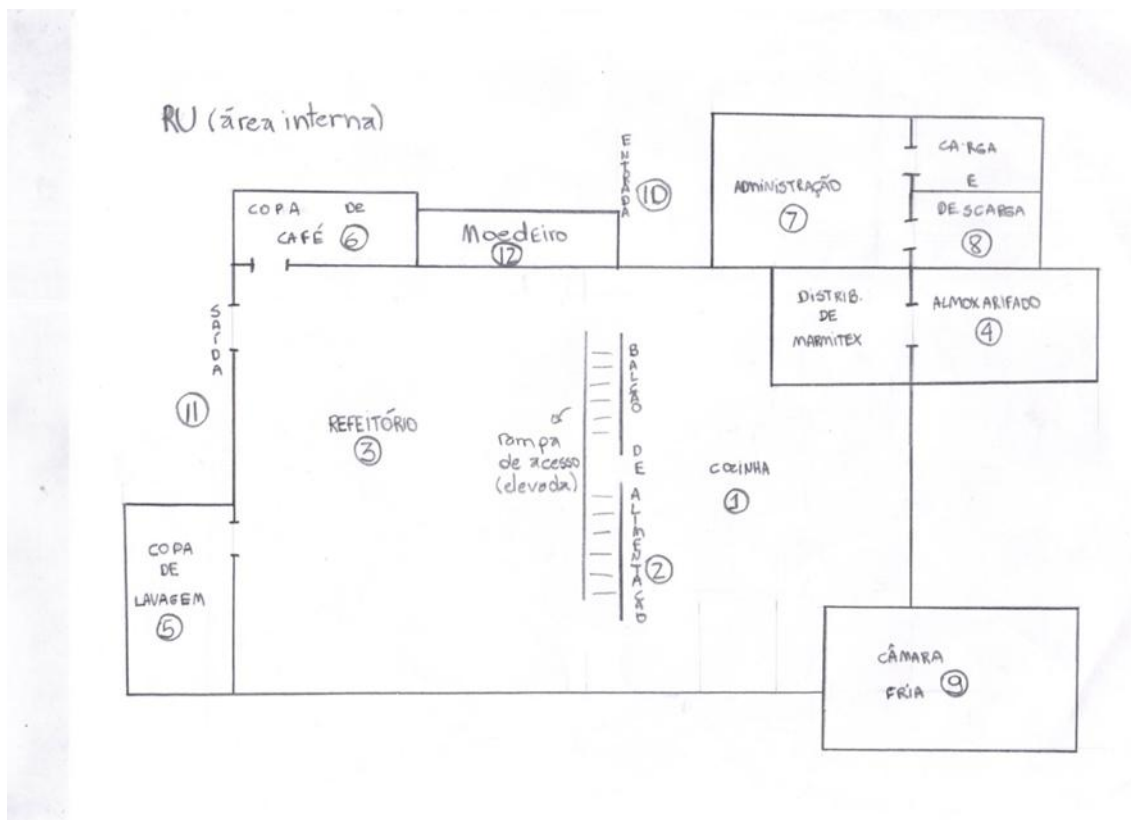 RU (área interna)
ENTRADA
10
CARGA
E
DESCARGA
8
ADMINISTRAÇÃO
7
COPA DE
CAFÉ 6
MoedEiro
12
DISTRIB.
DE
MARMITEX
ALMOXARIFADO
4
SAÍDA
11
REFEITÓRIO
3
rampa
de acesso
(elevada)
BALCÃO DE ALIMENTAÇÃO
2
COZINHA
1
COPA
DE
LAVAGEM
5
CÂMARA
FRIA 9